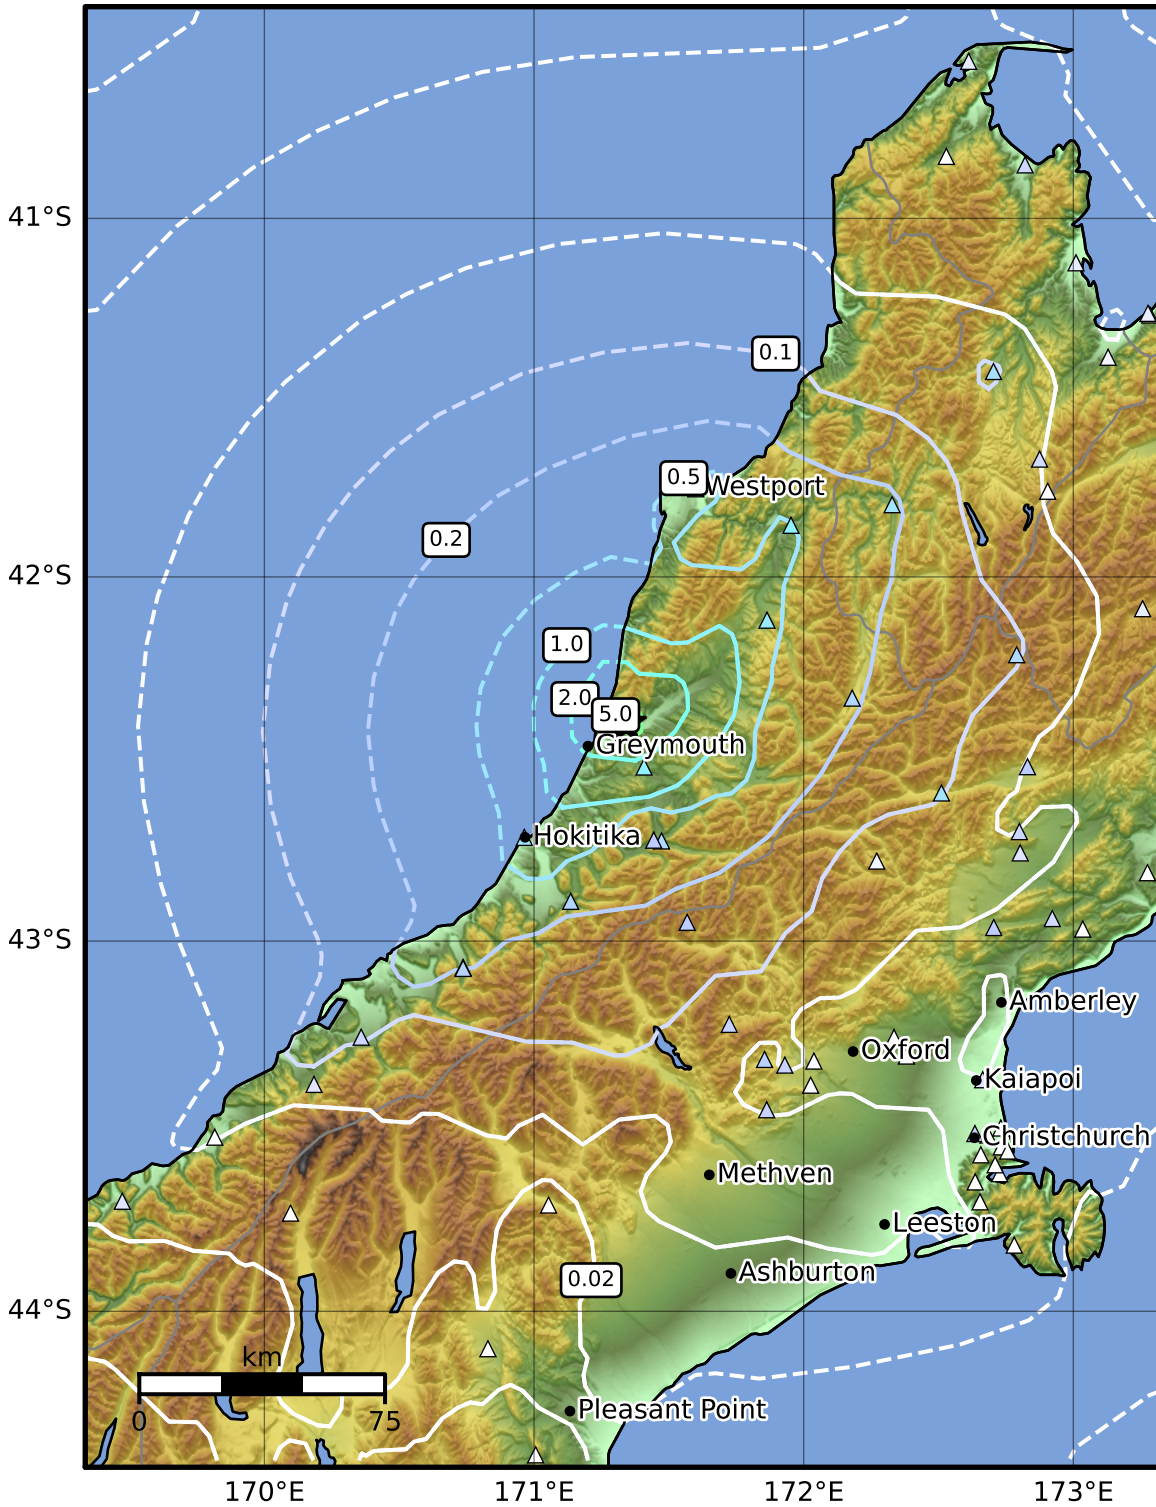 41°S
0.1
0.5
Westport
0.2
42°S
1.0
2.0
5.0
Greymouth
Hokitika
43°S
Amberley
Oxford
Kaiapoi
Christchurch
Methven
Leeston
Ashburton
0.02
44°S
km
0
75
Pleasant Point
170°E
171°E
172°E
173°E